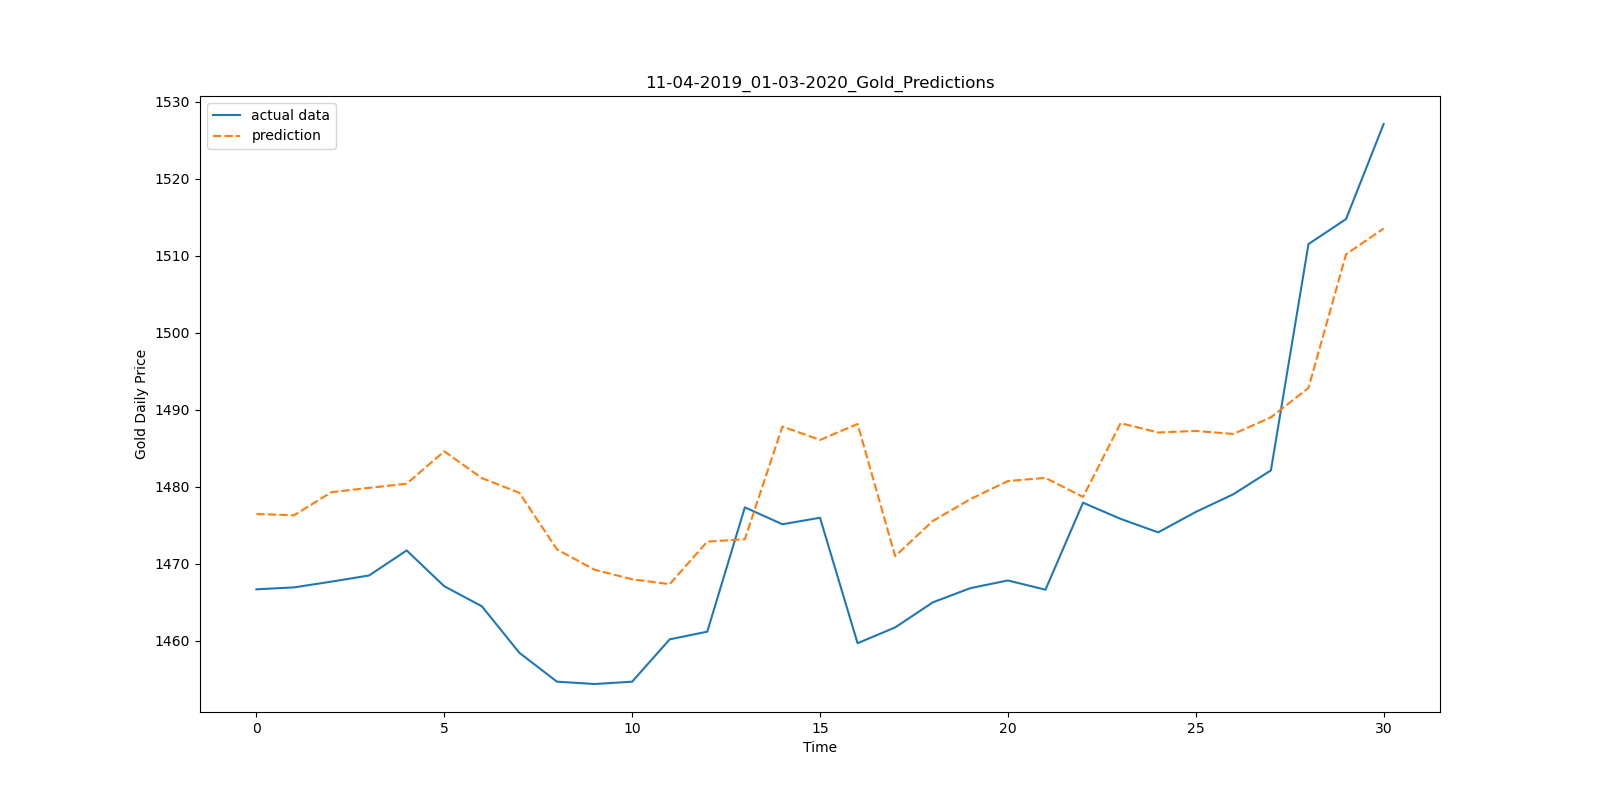 11-04-2019_01-03-2020_Gold_Predictions
actual data
prediction
Gold Daily Price
1530
1520
1510
1500
1490
1480
1470
1460
0 5 10 15 20 25 30
Time